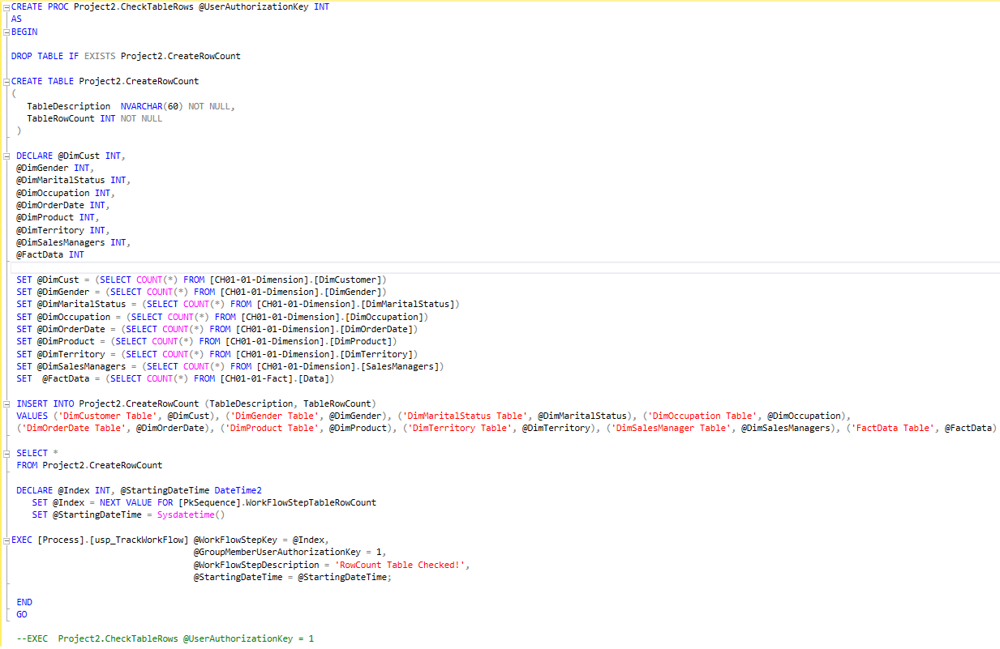 CREATE PROC Project2.CheckTableRows @UserAuthorizationKey INT
AS
BEGIN
DROP TABLE IF EXISTS Project2.CreateRowCount
CREATE TABLE Project2.CreateRowCount
(
TableDescription NVARCHAR(60) NOT NULL,
TableRowCount INT NOT NULL
)
DECLARE @DimCust INT,
@DimGender INT,
@DimMaritalStatus INT,
@DimOccupation INT,
@DimOrderDate INT,
@DimProduct INT,
@DimTerritory INT,
@DimSalesManagers INT,
@FactData INT
SET @DimCust = (SELECT COUNT(*) FROM [CH01-01-Dimension].[DimCustomer])
SET @DimGender = (SELECT COUNT(*) FROM [CH01-01-Dimension].[DimGender])
SET @DimMaritalStatus = (SELECT COUNT(*) FROM [CH01-01-Dimension].[DimMaritalStatus])
SET @DimOccupation = (SELECT COUNT(*) FROM [CH01-01-Dimension].[DimOccupation])
SET @DimOrderDate = (SELECT COUNT(*) FROM [CH01-01-Dimension].[DimOrderDate])
SET @DimProduct = (SELECT COUNT(*) FROM [CH01-01-Dimension].[DimProduct])
SET @DimTerritory = (SELECT COUNT(*) FROM [CH01-01-Dimension].[DimTerritory])
SET @DimSalesManagers = (SELECT COUNT(*) FROM [CH01-01-Dimension].[SalesManagers])
SET @FactData = (SELECT COUNT(*) FROM [CH01-01-Fact].[Data])
INSERT INTO Project2.CreateRowCount (TableDescription, TableRowCount)
VALUES ('DimCustomer Table', @DimCust), ('DimGender Table', @DimGender), ('DimMaritalStatus Table', @DimMaritalStatus), ('DimOccupation Table', @DimOccupation),
('DimOrderDate Table', @DimOrderDate), ('DimProduct Table', @DimProduct), ('DimTerritory Table', @DimTerritory), ('DimSalesManager Table', @DimSalesManagers), ('FactData Table', @FactData)
SELECT *
FROM Project2.CreateRowCount
DECLARE @Index INT, @StartingDateTime DateTime2
SET @Index = NEXT VALUE FOR [PkSequence].WorkFlowStepTableRowCount
SET @StartingDateTime = Sysdatetime()
EXEC [Process].[usp_TrackWorkFlow] @WorkFlowStepKey = @Index,
@GroupMemberUserAuthorizationKey = 1,
@WorkFlowStepDescription = 'RowCount Table Checked!',
@StartingDateTime = @StartingDateTime;
END
GO
--EXEC Project2.CheckTableRows @UserAuthorizationKey = 1